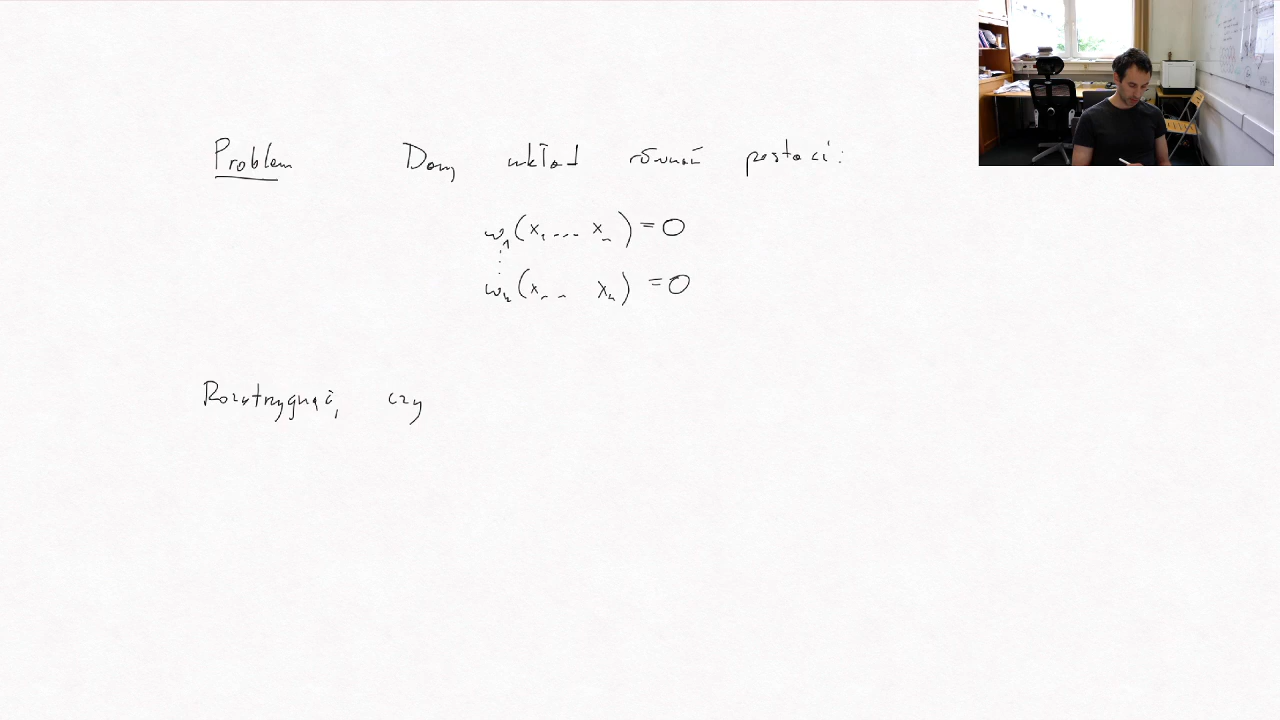 Problem Dany układ równań postaci:
w₁(x₁ ... xₙ) = 0
⋮
wₖ(x₁ ... xₙ) = 0
Rozstrzygnąć, czy